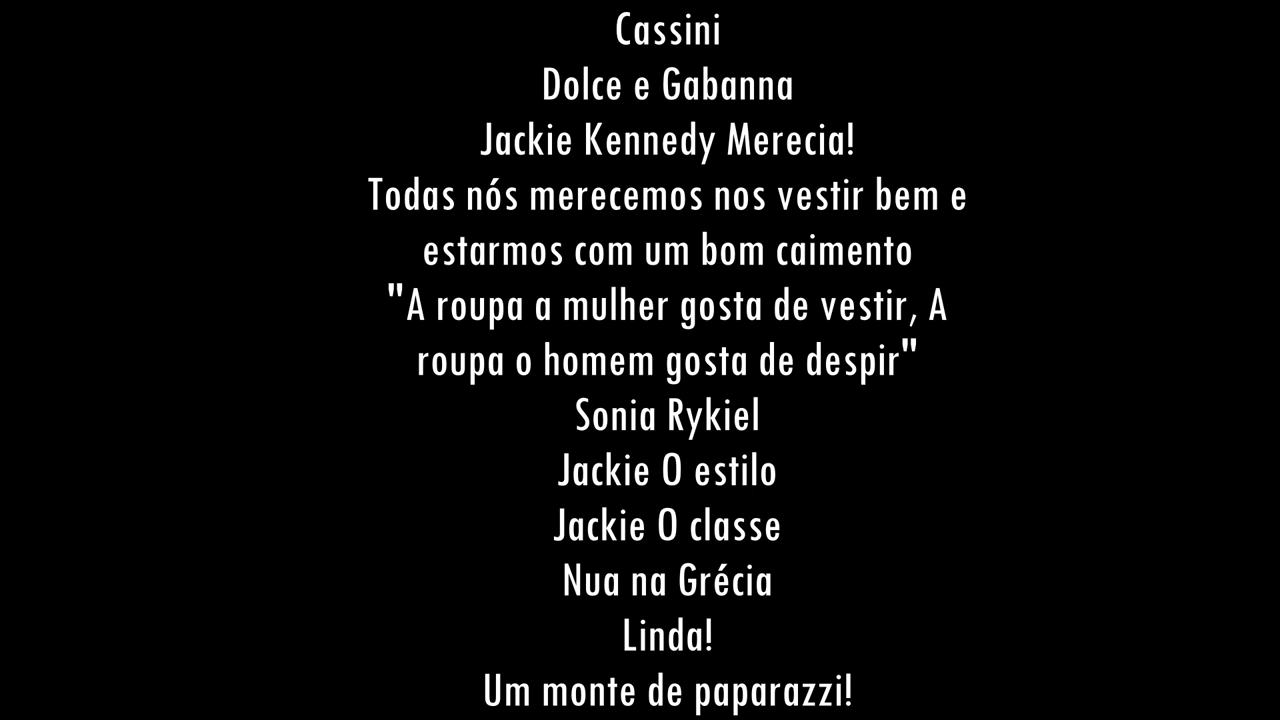 Cassini
Dolce e Gabanna
Jackie Kennedy Merecia!
Todas nós merecemos nos vestir bem e
estarmos com um bom caimento
"A roupa a mulher gosta de vestir, A
roupa o homem gosta de despir"
Sonia Rykiel
Jackie O estilo
Jackie O classe
Nua na Grécia
Linda!
Um monte de paparazzi!